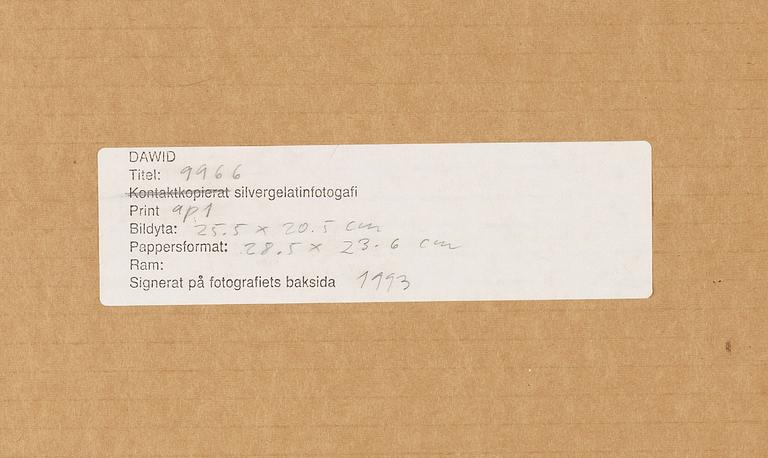 DAWID
Titel: 9966
Kontaktkopierat silvergelatinfotogafi
Print ap1
Bildyta: 25.5 x 20.5 cm
Pappersformat: 28.5 x 23.6 cm
Ram:
Signerat på fotografiets baksida 1993